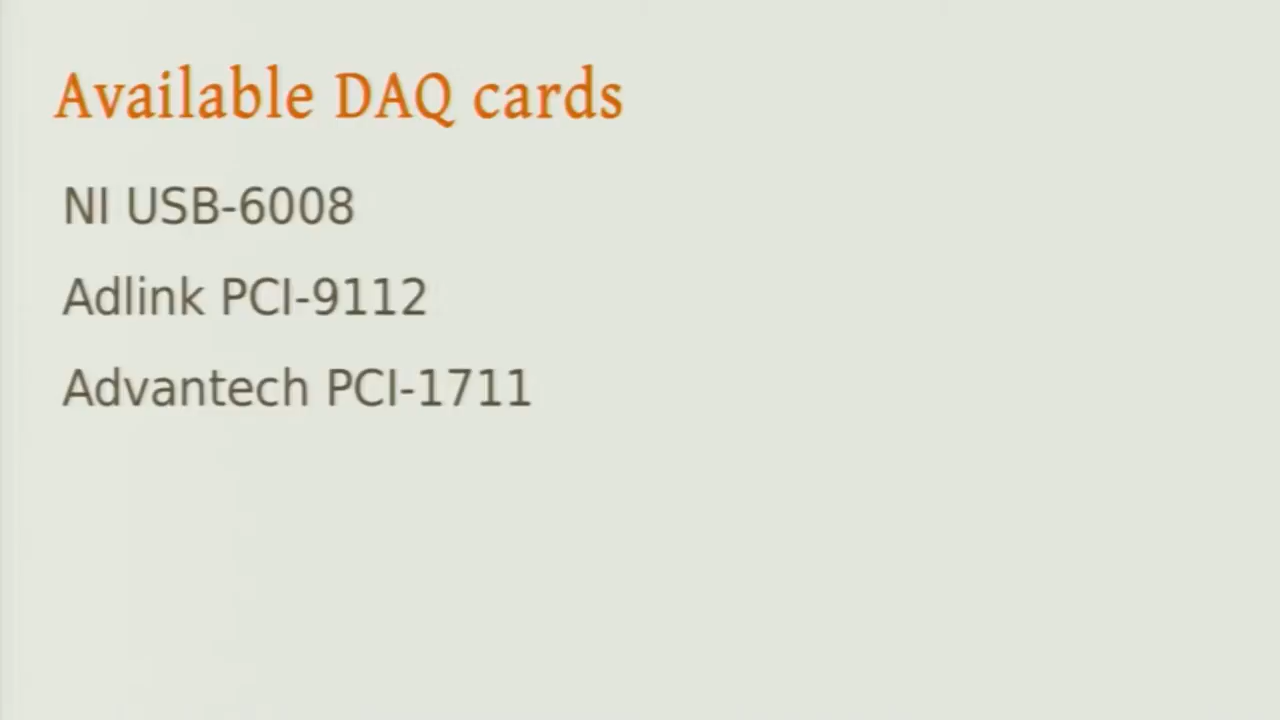 Available DAQ cards
NI USB-6008
Adlink PCI-9112
Advantech PCI-1711